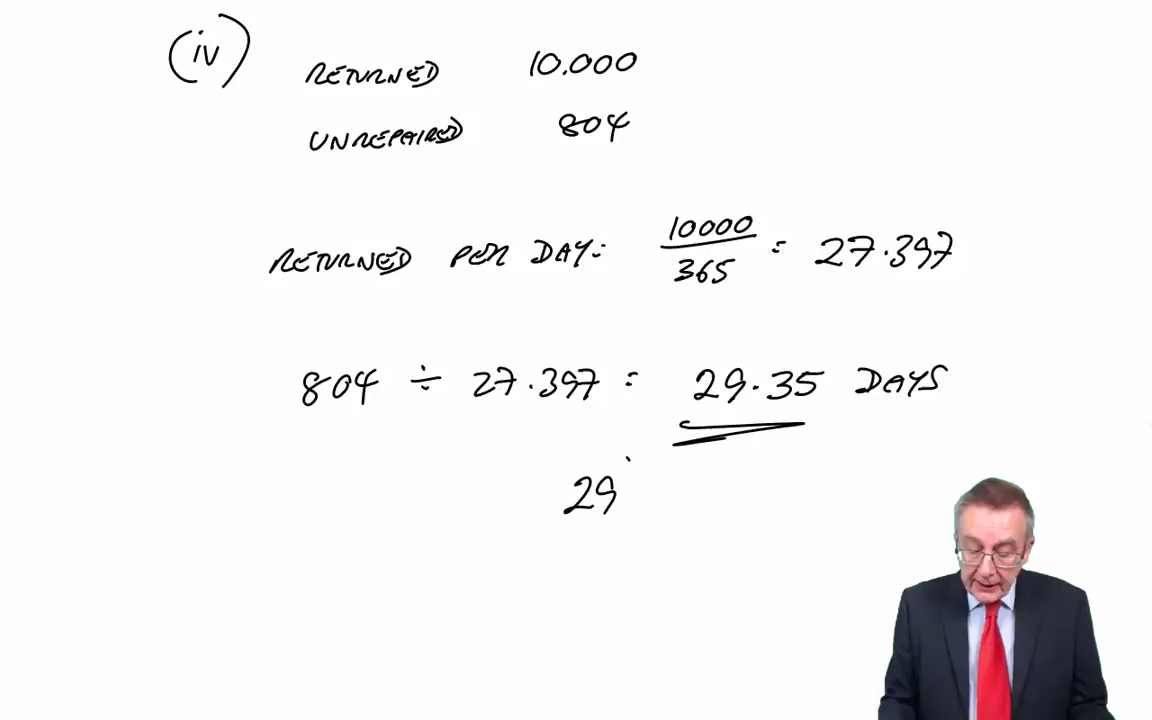 (iv)
RETURNED 10.000
UNREPAIRED 804
RETURNED PER DAY: 10000/365 = 27.397
804 ÷ 27.397 = 29.35 DAYS
29